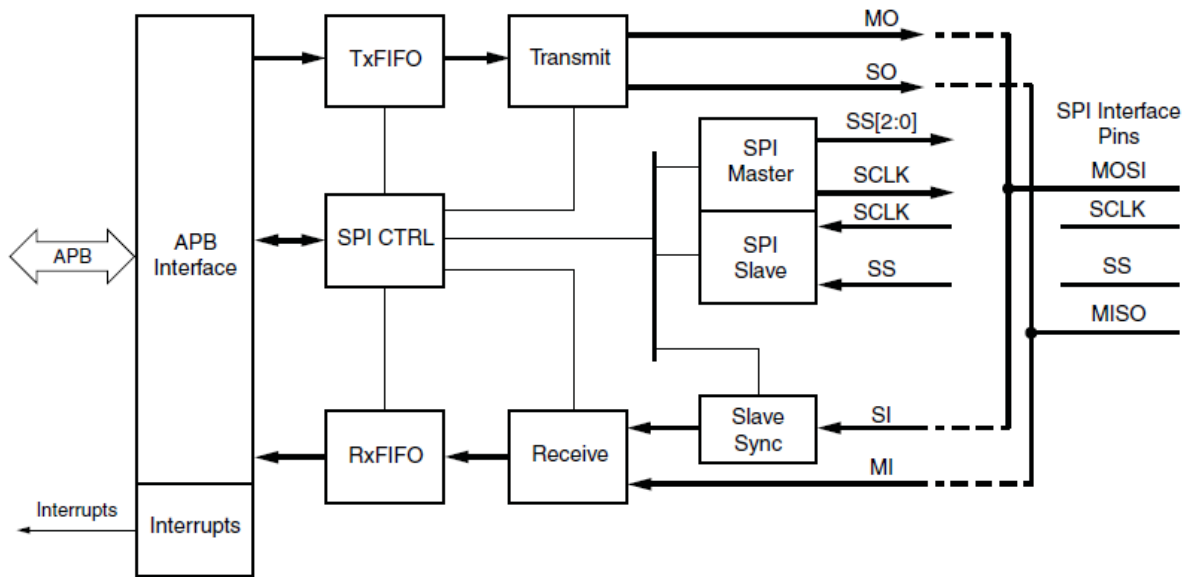 MO
TxFIFO
Transmit
SO
SPI Interface
Pins
SS[2:0]
SPI
Master
MOSI
SCLK
SCLK
SCLK
APB
APB
Interface
SPI CTRL
SPI
Slave
SS
SS
MISO
SI
Slave
Sync
RxFIFO
Receive
MI
Interrupts
Interrupts